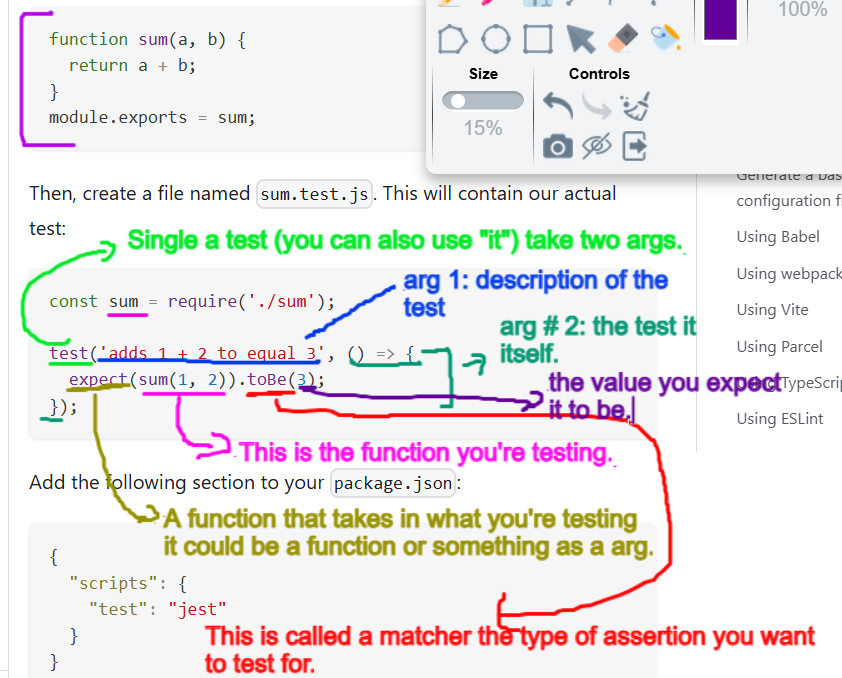 function sum(a, b) {
return a + b;
}
module.exports = sum;
100%
Size
Controls
15%
Then, create a file named sum.test.js. This will contain our actual
test:
Generate a bas
configuration f
Using Babel
Using webpack
Using Vite
Using Parcel
Using TypeScrip
Using ESLint
Single a test (you can also use "it") take two args.
const sum = require('./sum');
arg 1: description of the
test
test('adds 1 + 2 to equal 3', () => {
arg # 2: the test it
itself.
expect(sum(1, 2)).toBe(3);
the value you expect
it to be.
});
This is the function you're testing.
Add the following section to your package.json:
A function that takes in what you're testing
it could be a function or something as a arg.
{
"scripts": {
"test": "jest"
}
}
This is called a matcher the type of assertion you want
to test for.